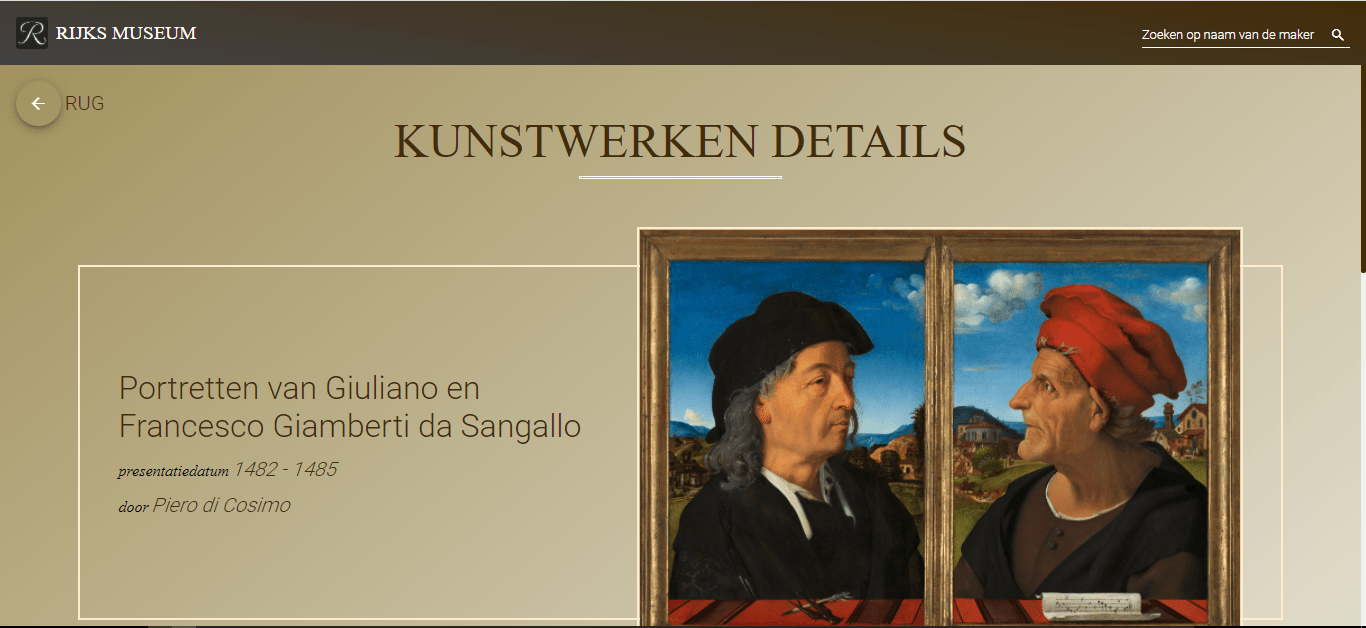 R RIJKS MUSEUM
Zoeken op naam van de maker
RUG
KUNSTWERKEN DETAILS
Portretten van Giuliano en
Francesco Giamberti da Sangallo
presentatiedatum 1482 - 1485
door Piero di Cosimo